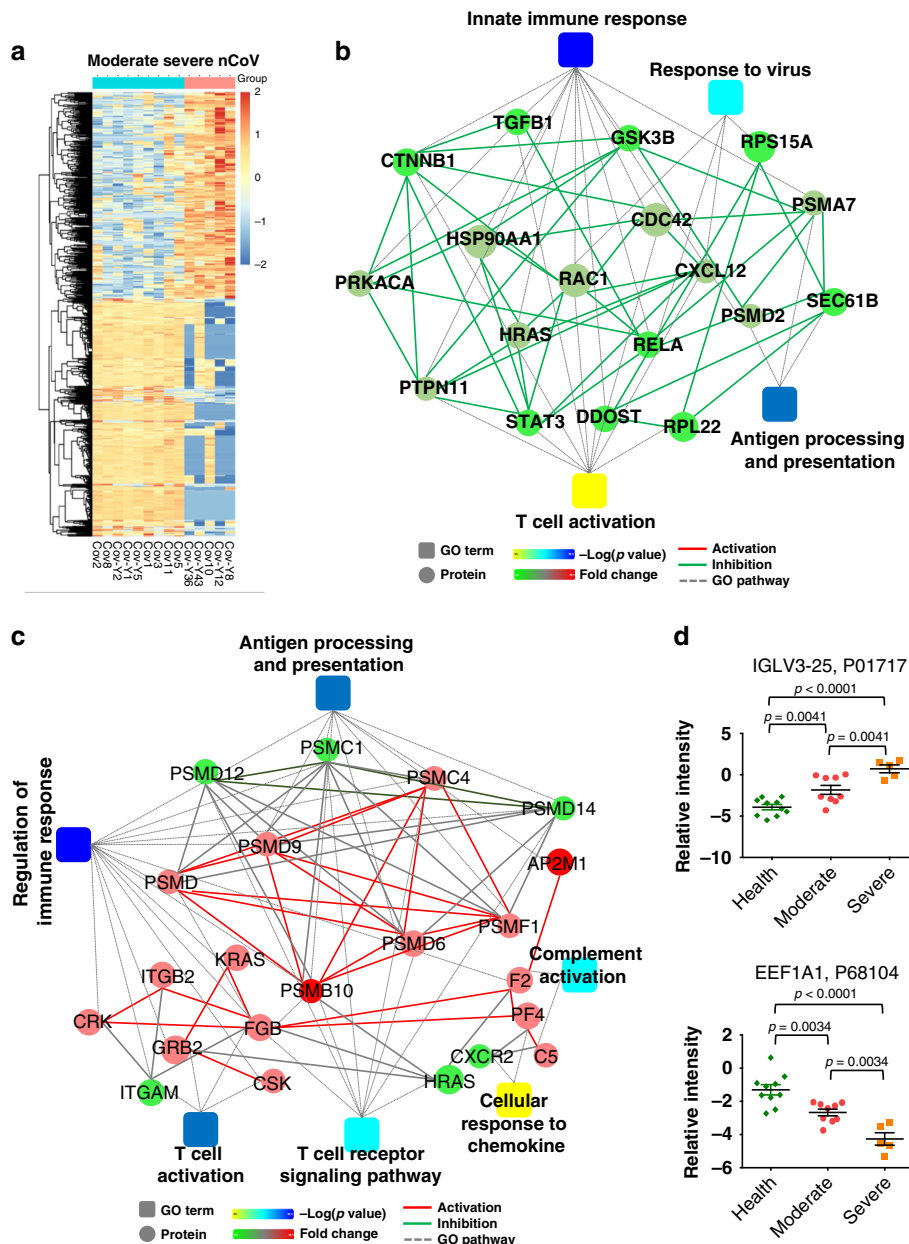 a
Moderate severe nCoV
Group
2
1
0
−1
−2
Cov2
Cov8
Cov-Y2
Cov-Y1
Cov-Y5
Cov1
Cov3
Cov11
Cov5
Cov-Y36
Cov-Y43
Cov10
Cov-Y12
Cov-Y8
b
Innate immune response
Response to virus
TGFB1
GSK3B
RPS15A
CTNNB1
PSMA7
CDC42
HSP90AA1
CXCL12
RAC1
PRKACA
SEC61B
PSMD2
HRAS
RELA
PTPN11
STAT3
DDOST
RPL22
Antigen processing
and presentation
T cell activation
GO term
−Log(p value)
Activation
Inhibition
Protein
Fold change
GO pathway
c
Antigen processing
and presentation
PSMC1
PSMD12
PSMC4
PSMD14
Regulation of
immune response
PSMD9
AP2M1
PSMD
PSMF1
PSMD6
KRAS
Complement
activation
ITGB2
F2
PSMB10
CRK
FGB
PF4
GRB2
CXCR2
C5
CSK
HRAS
ITGAM
Cellular
response to
chemokine
T cell
activation
T cell receptor
signaling pathway
GO term
−Log(p value)
Activation
Inhibition
Protein
Fold change
GO pathway
d
IGLV3-25, P01717
p < 0.0001
p = 0.0041
p = 0.0041
Relative intensity
5
0
−5
−10
Health
Moderate
Severe
EEF1A1, P68104
p < 0.0001
p = 0.0034
p = 0.0034
Relative intensity
2
0
−2
−4
−6
Health
Moderate
Severe